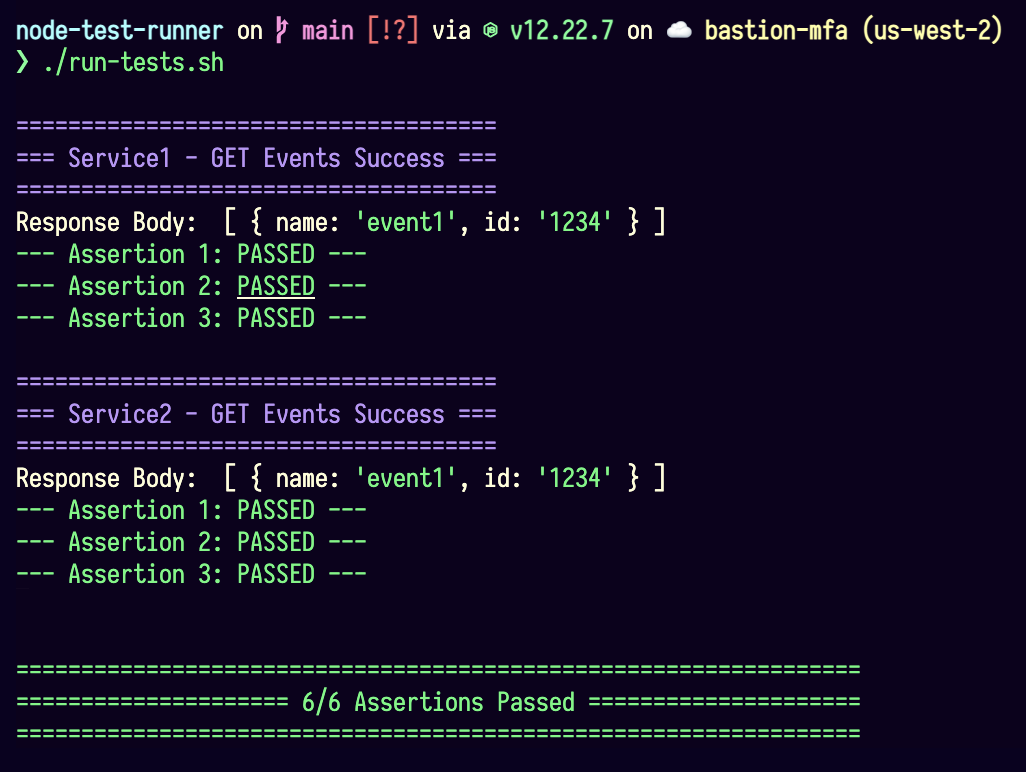 node-test-runner on main [!?] via v12.22.7 on ☁️ bastion-mfa (us-west-2)
❯ ./run-tests.sh
=====================================
=== Service1 - GET Events Success ===
=====================================
Response Body:  [ { name: 'event1', id: '1234' } ]
--- Assertion 1: PASSED ---
--- Assertion 2: PASSED ---
--- Assertion 3: PASSED ---
=====================================
=== Service2 - GET Events Success ===
=====================================
Response Body:  [ { name: 'event1', id: '1234' } ]
--- Assertion 1: PASSED ---
--- Assertion 2: PASSED ---
--- Assertion 3: PASSED ---
=================================================================
===================== 6/6 Assertions Passed =====================
=================================================================